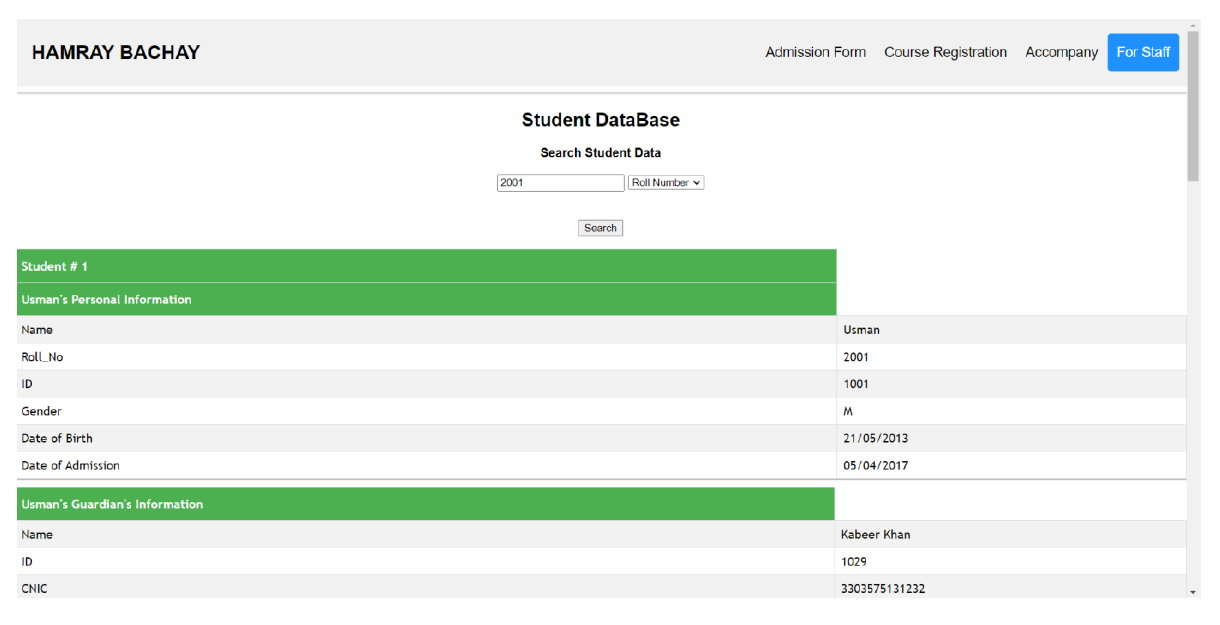 HAMRAY BACHAY Admission Form Course Registration Accompany For Staff
Student DataBase
Search Student Data
2001 Roll Number
Search
Student # 1
Usman's Personal Information
Name Usman
Roll_No 2001
ID 1001
Gender M
Date of Birth 21/05/2013
Date of Admission 05/04/2017
Usman's Guardian's Information
Name Kabeer Khan
ID 1029
CNIC 3303575131232